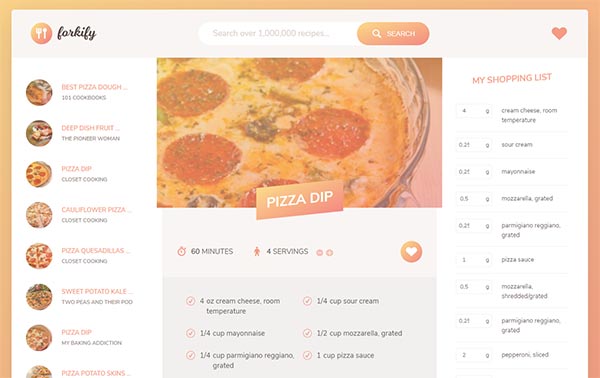 forkify
Search over 1,000,000 recipes...
SEARCH
BEST PIZZA DOUGH ...
101 COOKBOOKS
DEEP DISH FRUIT ...
THE PIONEER WOMAN
PIZZA DIP
CLOSET COOKING
CAULIFLOWER PIZZA ...
CLOSET COOKING
PIZZA QUESADILLAS ...
CLOSET COOKING
SWEET POTATO KALE ...
TWO PEAS AND THEIR POD
PIZZA DIP
MY BAKING ADDICTION
PIZZA POTATO SKINS ...
PIZZA DIP
60 MINUTES
4 SERVINGS
4 oz cream cheese, room
temperature
1/4 cup sour cream
1/4 cup mayonnaise
1/2 cup mozzarella, grated
1/4 cup parmigiano reggiano,
grated
1 cup pizza sauce
MY SHOPPING LIST
4 g cream cheese, room
temperature
0.25 g sour cream
0.25 g mayonnaise
0.5 g mozzarella, grated
0.25 g parmigiano reggiano,
grated
1 g pizza sauce
0.5 g mozzarella,
shredded/grated
0.25 g parmigiano reggiano,
grated
2 g pepperoni, sliced